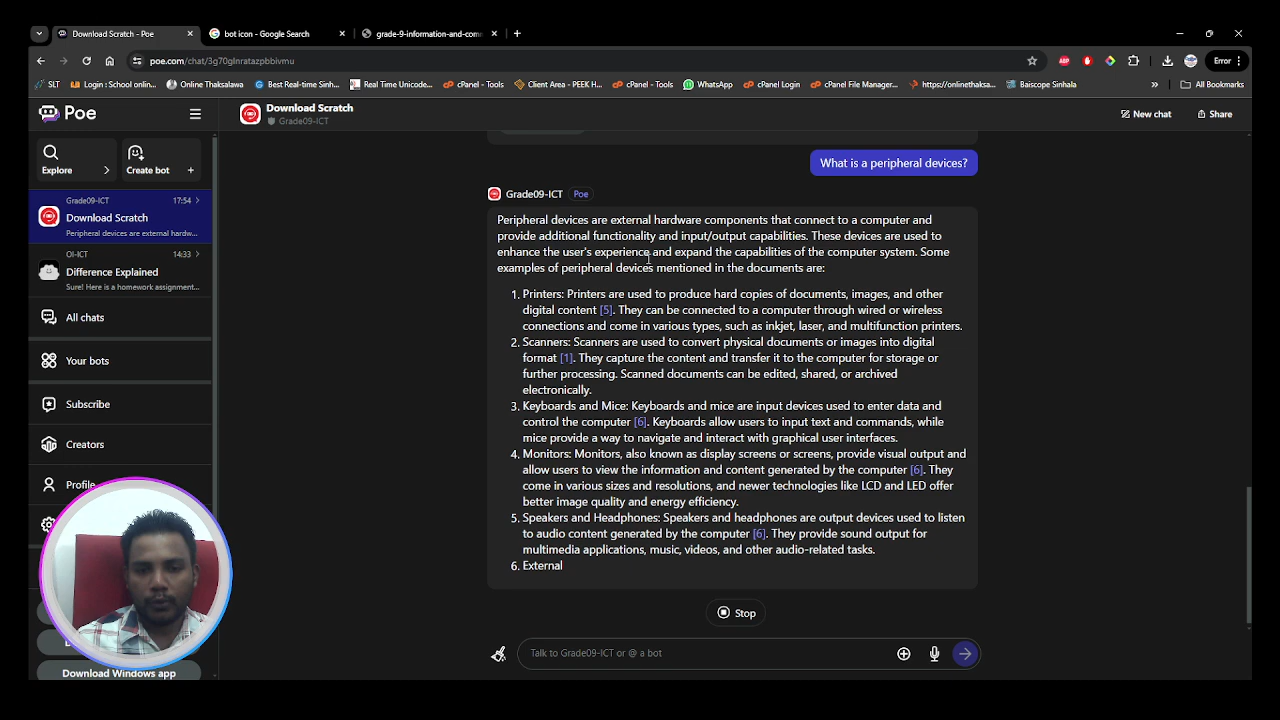 Download Scratch - Poe
bot icon - Google Search
grade-9-information-and-com
poe.com/chat/3g70glnratazpbbivmu
Error
SLT
Login : School onlin...
Online Thaksalawa
Best Real-time Sinh...
Real Time Unicode...
cPanel - Tools
Client Area - PEEK H...
cPanel - Tools
WhatsApp
cPanel Login
cPanel File Manager...
https://onlinethaksa...
Baiscope Sinhala
All Bookmarks
Poe
Download Scratch
Grade09-ICT
New chat
Share
Explore
Create bot
Grade09-ICT 17:54
Download Scratch
Peripheral devices are external hardw...
OI-ICT 14:33
Difference Explained
Sure! Here is a homework assignment...
All chats
Your bots
Subscribe
Creators
Profile
Download Windows app
What is a peripheral devices?
Grade09-ICT Poe
Peripheral devices are external hardware components that connect to a computer and
provide additional functionality and input/output capabilities. These devices are used to
enhance the user's experience and expand the capabilities of the computer system. Some
examples of peripheral devices mentioned in the documents are:
1. Printers: Printers are used to produce hard copies of documents, images, and other
digital content [5]. They can be connected to a computer through wired or wireless
connections and come in various types, such as inkjet, laser, and multifunction printers.
2. Scanners: Scanners are used to convert physical documents or images into digital
format [1]. They capture the content and transfer it to the computer for storage or
further processing. Scanned documents can be edited, shared, or archived
electronically.
3. Keyboards and Mice: Keyboards and mice are input devices used to enter data and
control the computer [6]. Keyboards allow users to input text and commands, while
mice provide a way to navigate and interact with graphical user interfaces.
4. Monitors: Monitors, also known as display screens or screens, provide visual output and
allow users to view the information and content generated by the computer [6]. They
come in various sizes and resolutions, and newer technologies like LCD and LED offer
better image quality and energy efficiency.
5. Speakers and Headphones: Speakers and headphones are output devices used to listen
to audio content generated by the computer [6]. They provide sound output for
multimedia applications, music, videos, and other audio-related tasks.
6. External
Stop
Talk to Grade09-ICT or @ a bot